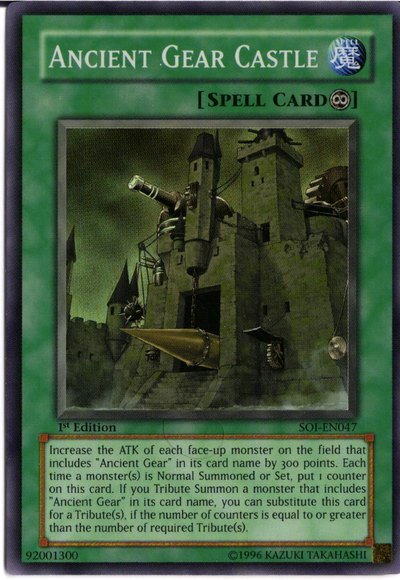 ANCIENT GEAR CASTLE
SPELL
魔
[SPELL CARD]
1st Edition
SOI-EN047
Increase the ATK of each face-up monster on the field that
includes "Ancient Gear" in its card name by 300 points. Each
time a monster(s) is Normal Summoned or Set, put 1 counter
on this card. If you Tribute Summon a monster that includes
"Ancient Gear" in its card name, you can substitute this card
for a Tribute(s), if the number of counters is equal to or greater
than the number of required Tribute(s).
92001300
©1996 KAZUKI TAKAHASHI